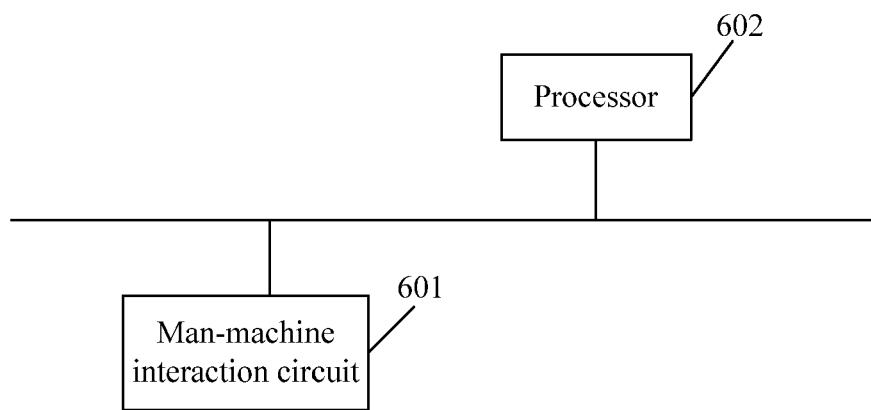 602
Processor
601
Man-machine
interaction circuit